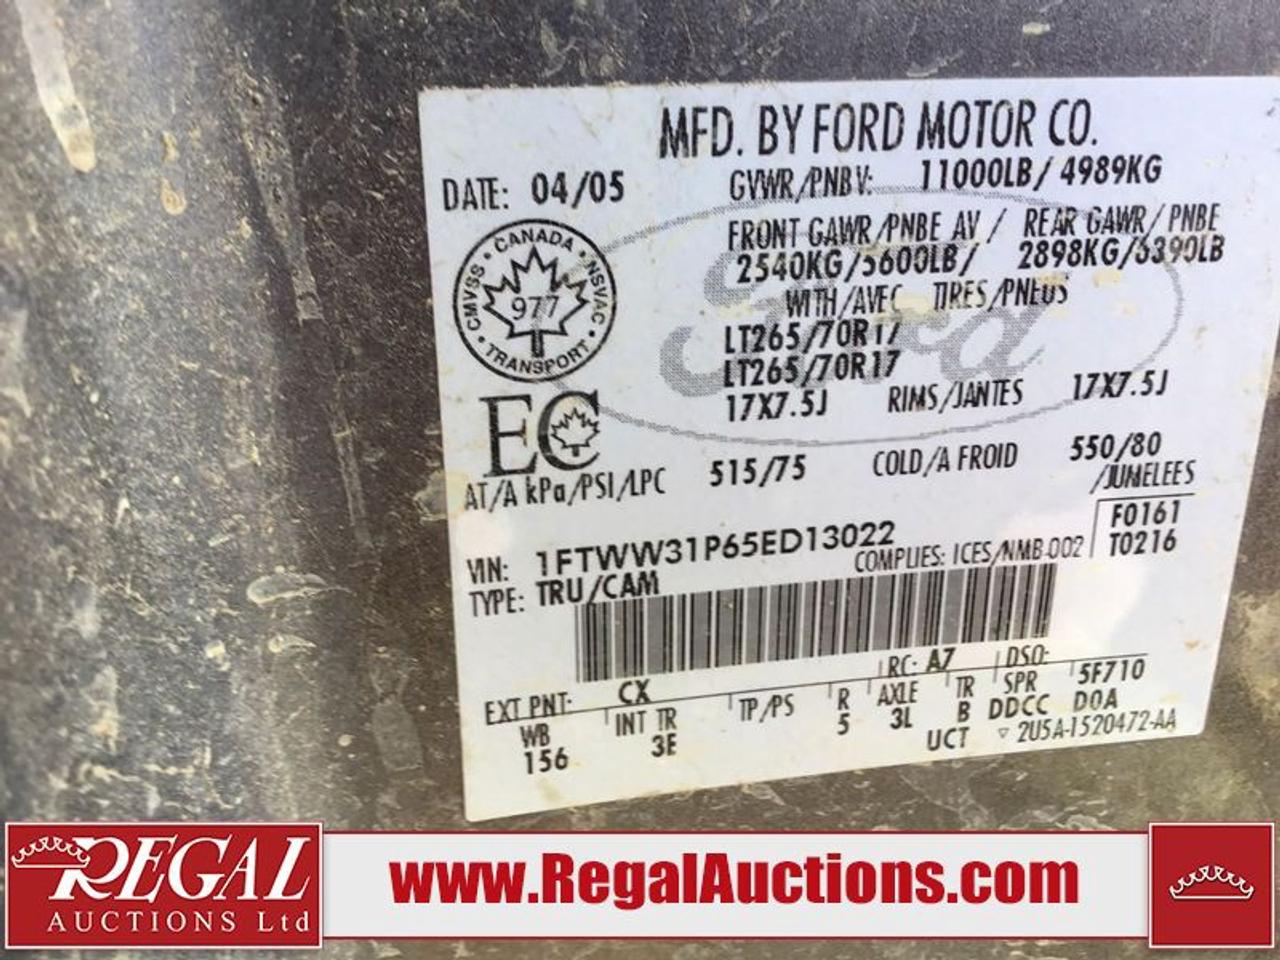 MFD. BY FORD MOTOR CO.
DATE: 04/05
GVWR/PNBV: 11000LB/ 4989KG
FRONT GAWR/PNBE AV / REAR GAWR/ PNBE
2540KG/5600LB/ 2898KG/6390LB
WITH/AVEC TIRES/PNEUS
LT265/70R17
LT265/70R17
17X7.5J RIMS/JANTES 17X7.5J
CMVSS • CANADA • NSVAC • TRANSPORT •
977
Ford
EC
AT/A kPa/PSI/LPC 515/75 COLD/A FROID 550/80
/JUMELEES
VIN: 1FTWW31P65ED13022
F0161
T0216
COMPLIES: ICES/NMB-002
TYPE: TRU/CAM
EXT PNT: CX RC: A7 DSO:
WB INT TR TP/PS R AXLE TR SPR 5F710
156 3E 5 3L B DDCC DOA
UCT ▽ 2U5A-1520472-AA
REGAL
AUCTIONS Ltd
www.RegalAuctions.com